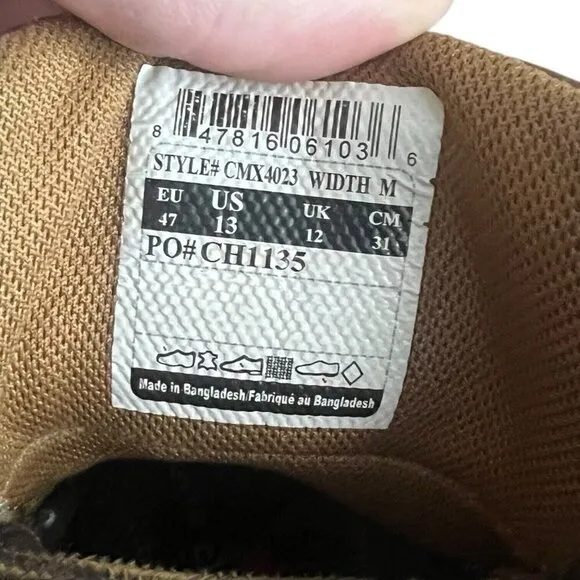 8 47816 06103 6
STYLE# CMX4023 WIDTH M
EU US UK CM
47 13 12 31
PO# CH1135
Made in Bangladesh/Fabriqué au Bangladesh